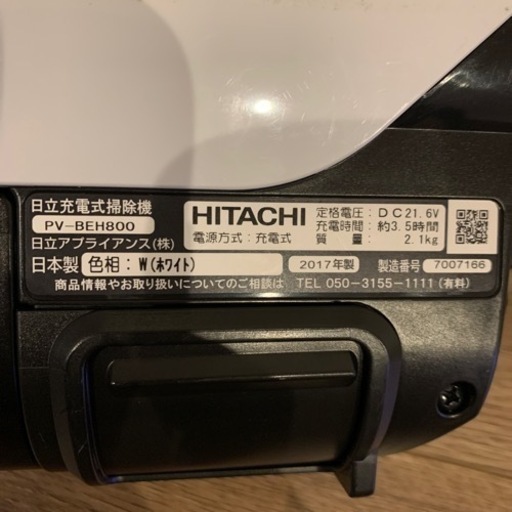 日立充電式掃除機
PV-BEH800
日立アプライアンス(株)
HITACHI
電源方式:充電式
定格電圧:DC21.6V
充電時間:約3.5時間
質量:2.1kg
日本製 色相:W(ホワイト) 2017年製 製造番号 7007166
商品情報やお取り扱いについてのご相談は TEL 050-3155-1111(有料)